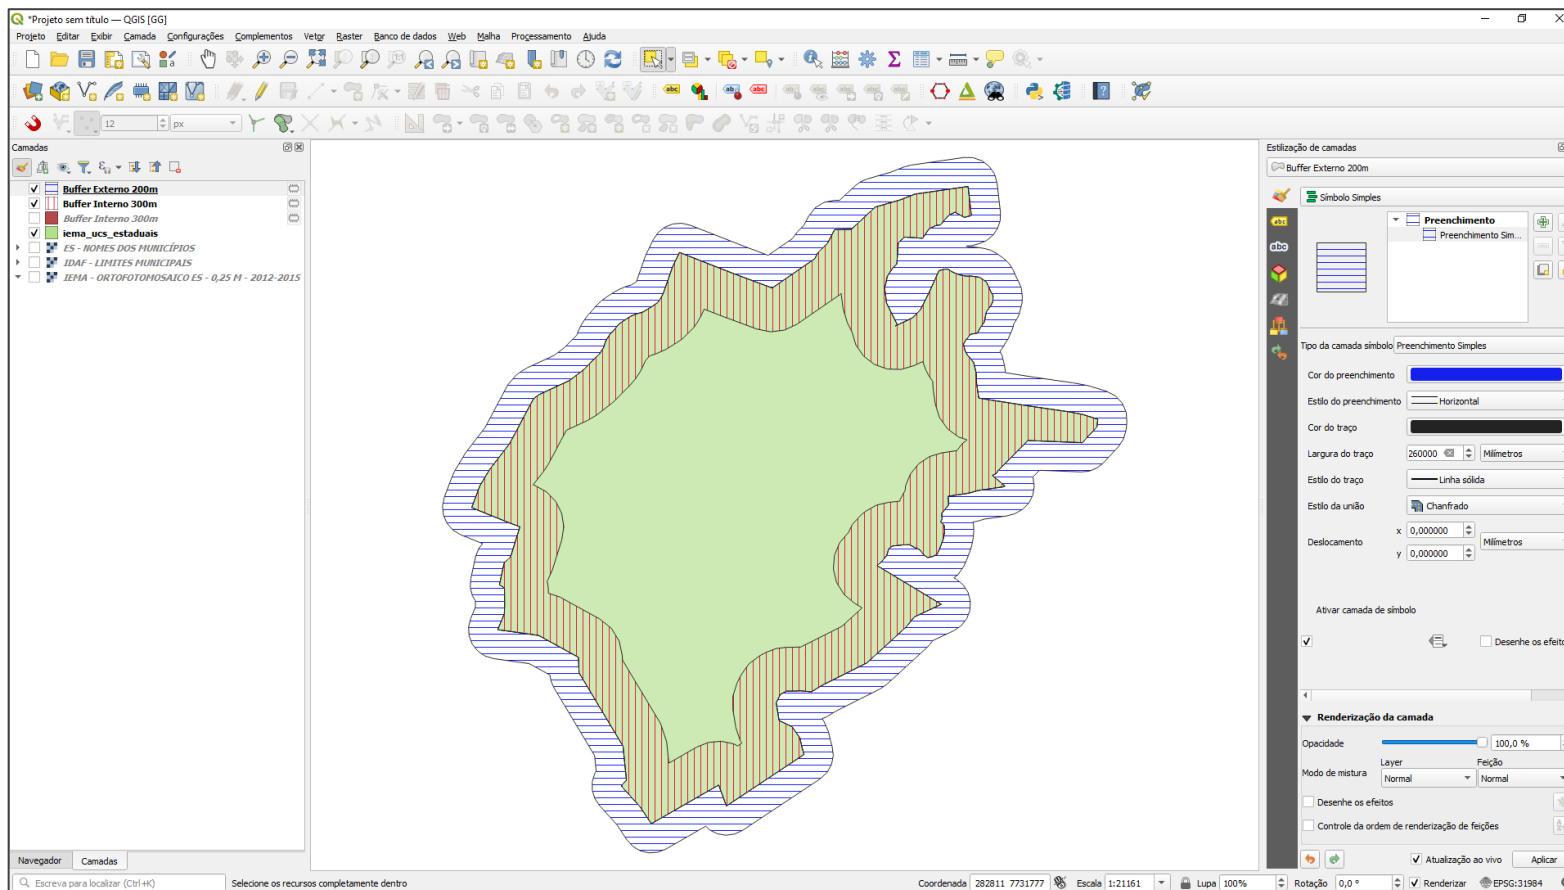 *Projeto sem título — QGIS [GG]
Projeto Editar Exibir Camada Configurações Complementos Vetor Raster Banco de dados Web Malha Processamento Ajuda
12 px
Camadas
Buffer Externo 200m
Buffer Interno 300m
Buffer Interno 300m
iema_ucs_estaduais
ES - NOMES DOS MUNICÍPIOS
IDAF - LIMITES MUNICIPAIS
IEMA - ORTOFOTOMOSAICO ES - 0,25 M - 2012-2015
Estilização de camadas
Buffer Externo 200m
Símbolo Simples
Preenchimento
Preenchimento Sim...
Tipo da camada símbolo Preenchimento Simples
Cor do preenchimento
Estilo do preenchimento Horizontal
Cor do traço
Largura do traço 260000 Milímetros
Estilo do traço Linha sólida
Estilo da união Chanfrado
x 0,000000
Deslocamento Milímetros
y 0,000000
Ativar camada de símbolo
Desenhe os efeito
Renderização da camada
Opacidade 100,0 %
Layer Feição
Modo de mistura Normal Normal
Desenhe os efeitos
Controle da ordem de renderização de feições
Atualização ao vivo Aplicar
Navegador Camadas
Escreva para localizar (Ctrl+K) Selecione os recursos completamente dentro Coordenada 282811 7731777 Escala 1:21161 Lupa 100% Rotação 0,0 ° Renderizar EPSG:31984